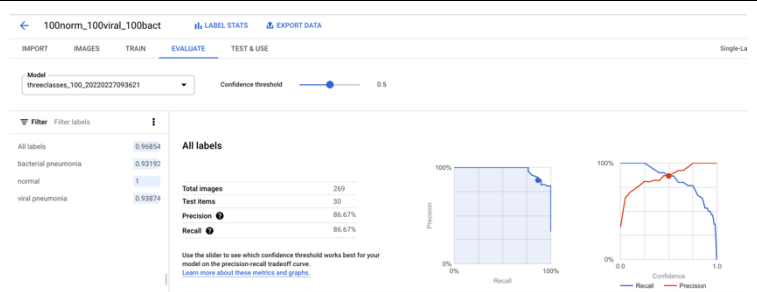 100norm_100viral_100bact LABEL STATS EXPORT DATA
IMPORT IMAGES TRAIN EVALUATE TEST & USE Single-La
Model
threeclasses_100_20220227093621 Confidence threshold 0.5
Filter Filter labels
All labels 0.96854
bacterial pneumonia 0.93192
normal 1
viral pneumonia 0.93874
All labels
Total images 269
Test items 30
Precision 86.67%
Recall 86.67%
Use the slider to see which confidence threshold works best for your
model on the precision-recall tradeoff curve.
Learn more about these metrics and graphs.
100%
Precision
0%
0% 100%
Recall
100%
0%
0.0 1.0
Confidence
Recall Precision